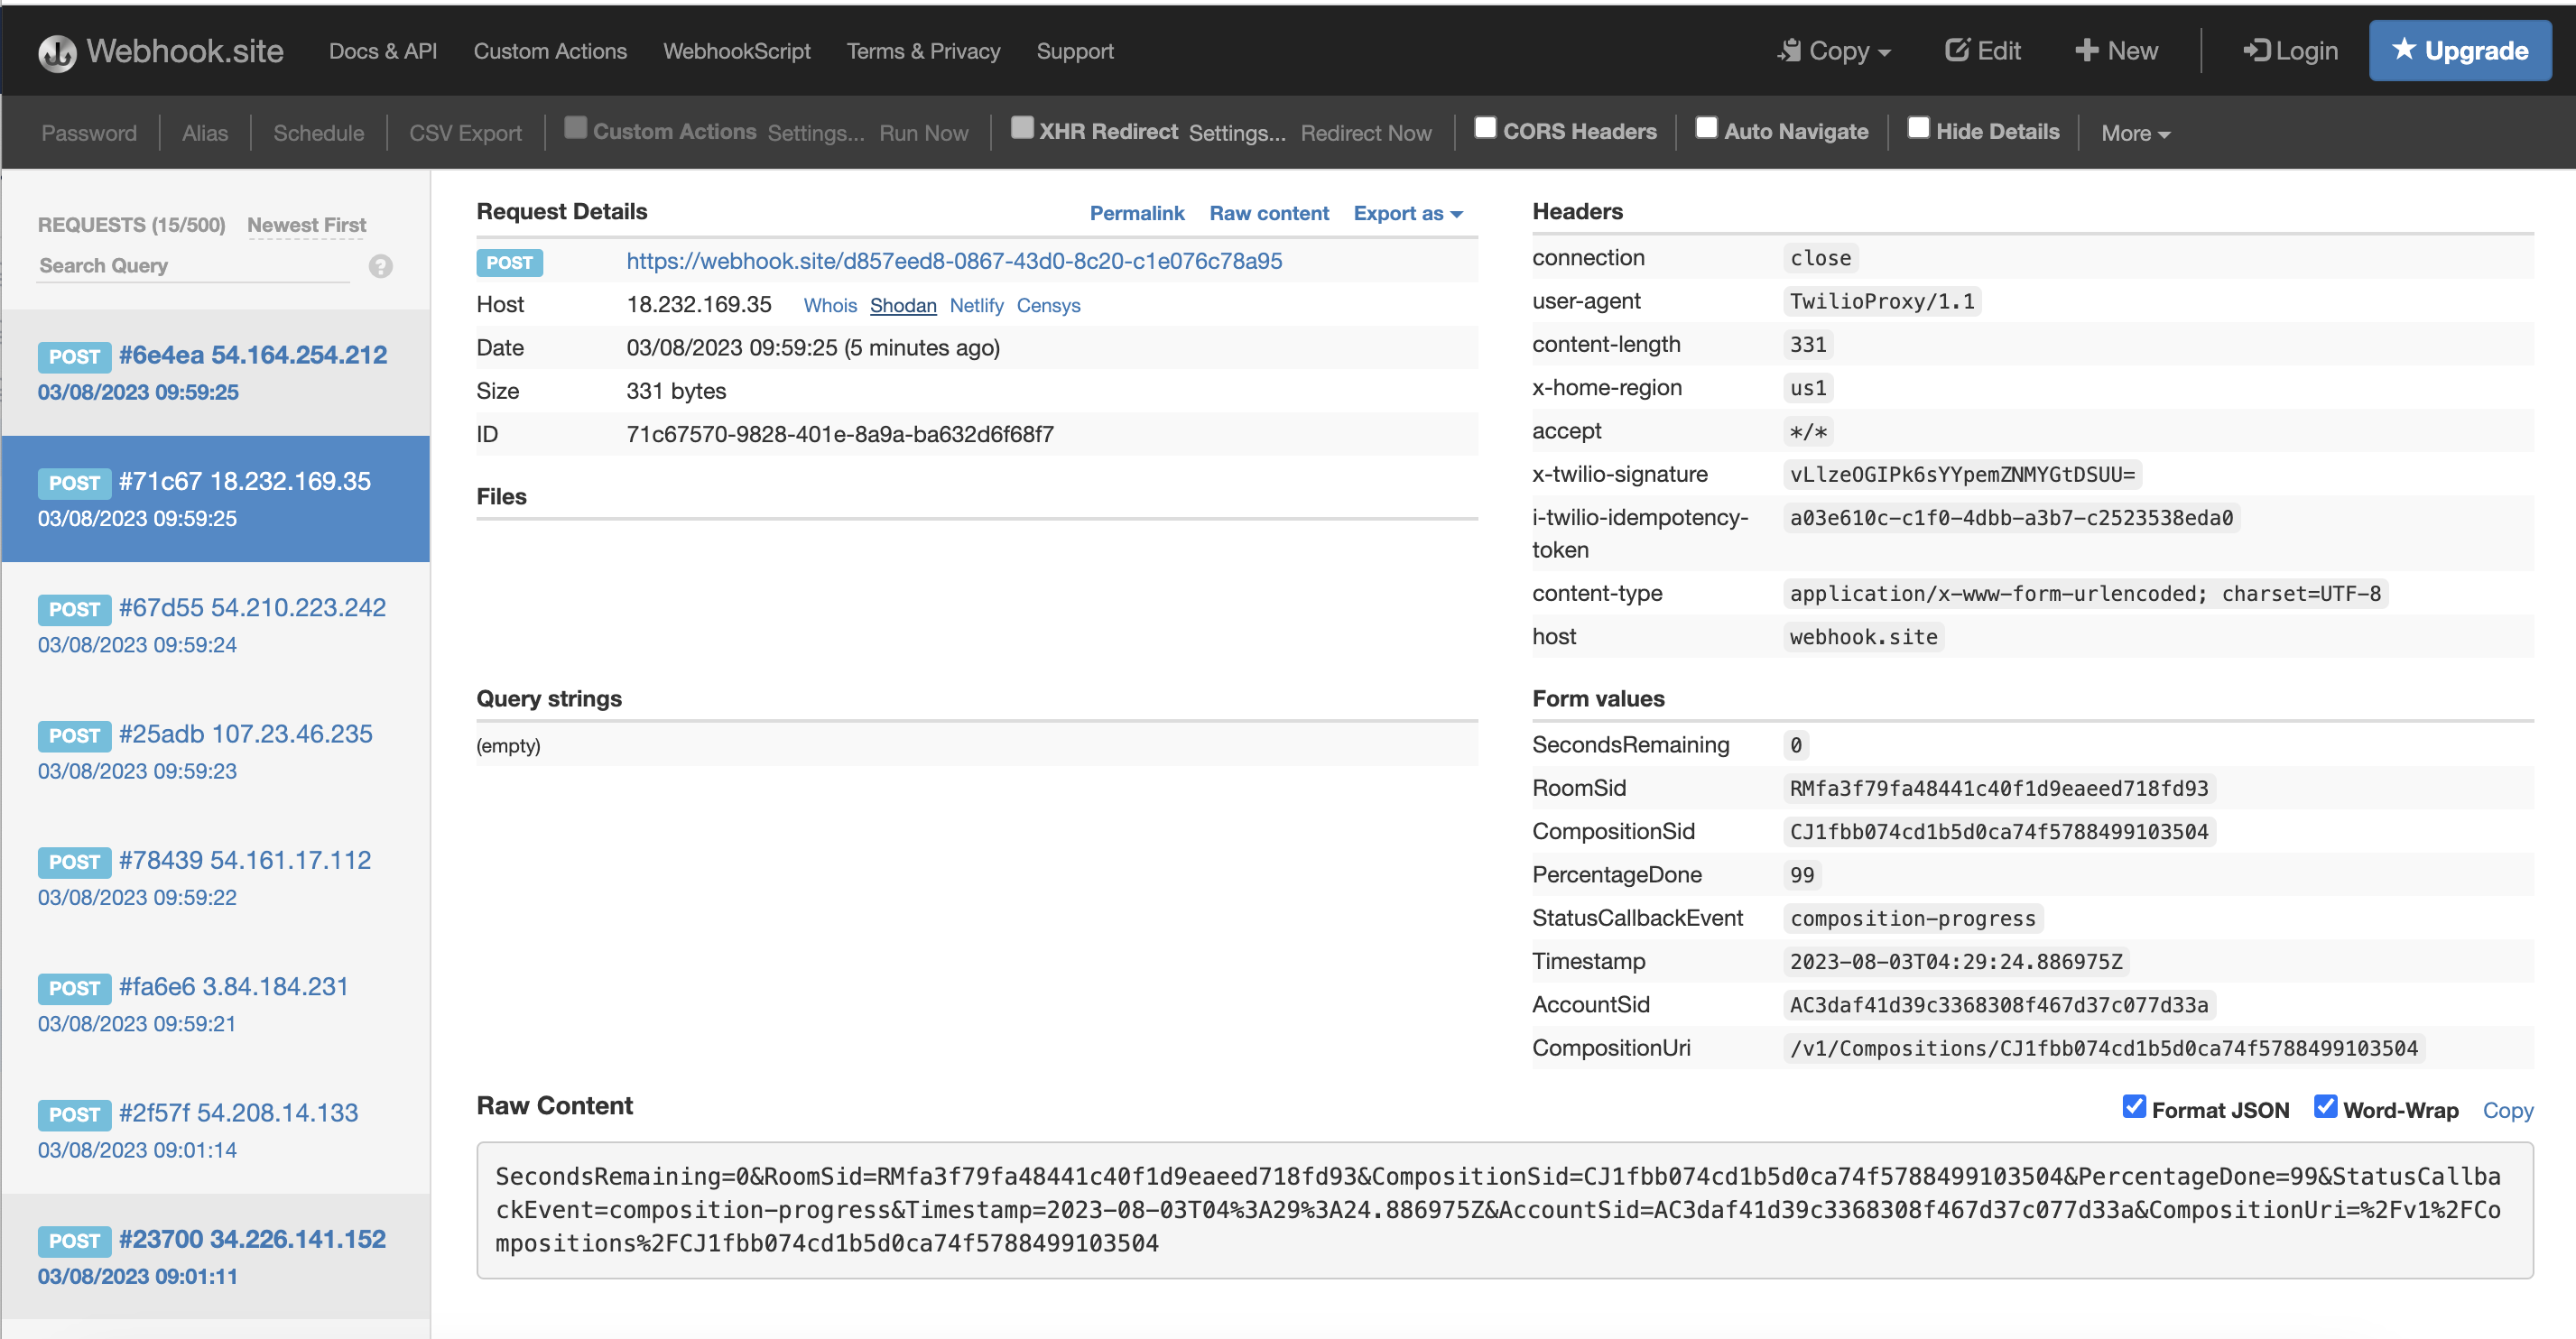 Webhook.site Docs & API Custom Actions WebhookScript Terms & Privacy Support Copy Edit New Login Upgrade
Password Alias Schedule CSV Export Custom Actions Settings... Run Now XHR Redirect Settings... Redirect Now CORS Headers Auto Navigate Hide Details More
REQUESTS (15/500) Newest First
Search Query ?
POST #6e4ea 54.164.254.212
03/08/2023 09:59:25
POST #71c67 18.232.169.35
03/08/2023 09:59:25
POST #67d55 54.210.223.242
03/08/2023 09:59:24
POST #25adb 107.23.46.235
03/08/2023 09:59:23
POST #78439 54.161.17.112
03/08/2023 09:59:22
POST #fa6e6 3.84.184.231
03/08/2023 09:59:21
POST #2f57f 54.208.14.133
03/08/2023 09:01:14
POST #23700 34.226.141.152
03/08/2023 09:01:11
Request Details Permalink Raw content Export as
POST https://webhook.site/d857eed8-0867-43d0-8c20-c1e076c78a95
Host 18.232.169.35 Whois Shodan Netlify Censys
Date 03/08/2023 09:59:25 (5 minutes ago)
Size 331 bytes
ID 71c67570-9828-401e-8a9a-ba632d6f68f7
Files
Query strings
(empty)
Headers
connection close
user-agent TwilioProxy/1.1
content-length 331
x-home-region us1
accept */*
x-twilio-signature vLlzeOGIPk6sYYpemZNMYGtDSUU=
i-twilio-idempotency- a03e610c-c1f0-4dbb-a3b7-c2523538eda0
token
content-type application/x-www-form-urlencoded; charset=UTF-8
host webhook.site
Form values
SecondsRemaining 0
RoomSid RMfa3f79fa48441c40f1d9eaeed718fd93
CompositionSid CJ1fbb074cd1b5d0ca74f5788499103504
PercentageDone 99
StatusCallbackEvent composition-progress
Timestamp 2023-08-03T04:29:24.886975Z
AccountSid AC3daf41d39c3368308f467d37c077d33a
CompositionUri /v1/Compositions/CJ1fbb074cd1b5d0ca74f5788499103504
Raw Content Format JSON Word-Wrap Copy
SecondsRemaining=0&RoomSid=RMfa3f79fa48441c40f1d9eaeed718fd93&CompositionSid=CJ1fbb074cd1b5d0ca74f5788499103504&PercentageDone=99&StatusCallba
ckEvent=composition-progress&Timestamp=2023-08-03T04%3A29%3A24.886975Z&AccountSid=AC3daf41d39c3368308f467d37c077d33a&CompositionUri=%2Fv1%2FCo
mpositions%2FCJ1fbb074cd1b5d0ca74f5788499103504